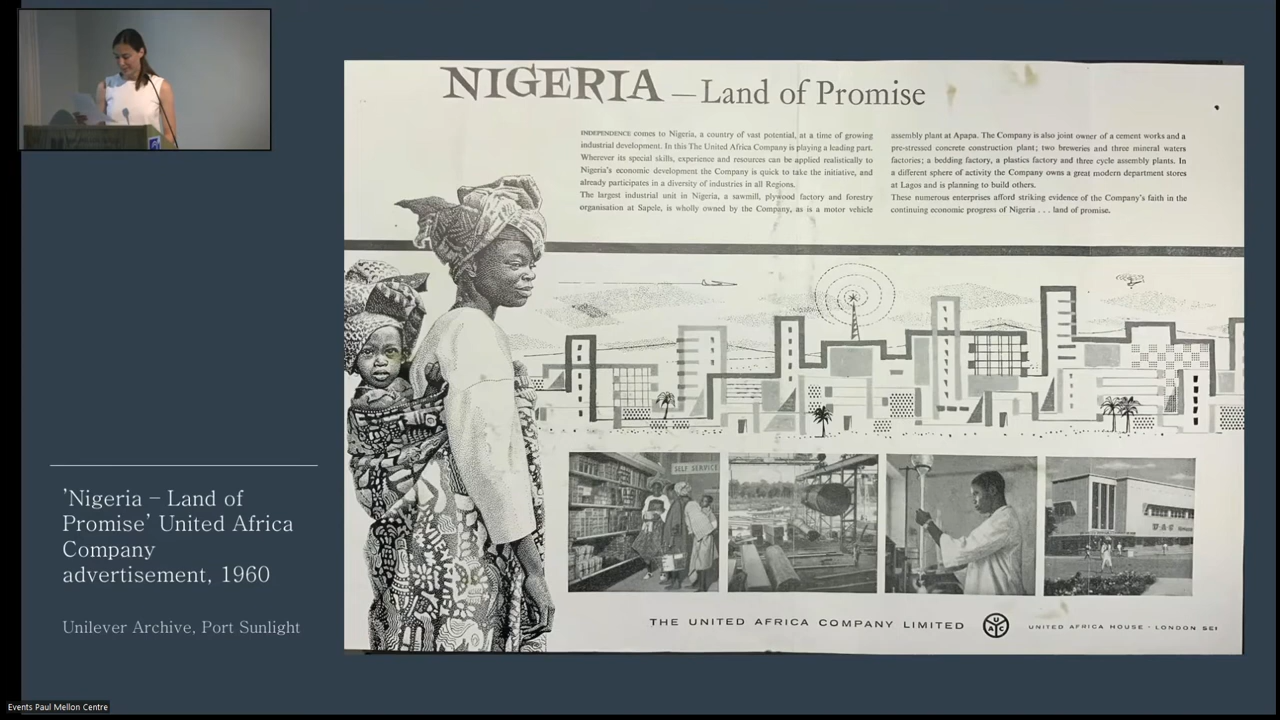 NIGERIA — Land of Promise
INDEPENDENCE comes to Nigeria, a country of vast potential, at a time of growing
industrial development. In this The United Africa Company is playing a leading part.
Wherever its special skills, experience and resources can be applied realistically to
Nigeria's economic development the Company is quick to take the initiative, and
already participates in a diversity of industries in all Regions.
The largest industrial unit in Nigeria, a sawmill, plywood factory and forestry
organisation at Sapele, is wholly owned by the Company, as is a motor vehicle
assembly plant at Apapa. The Company is also joint owner of a cement works and a
pre-stressed concrete construction plant; two breweries and three mineral waters
factories; a bedding factory, a plastics factory and three cycle assembly plants. In
a different sphere of activity the Company owns a great modern department stores
at Lagos and is planning to build others.
These numerous enterprises afford striking evidence of the Company's faith in the
continuing economic progress of Nigeria . . . land of promise.
SELF SERVICE
UAC
THE UNITED AFRICA COMPANY LIMITED
UAC
UNITED AFRICA HOUSE · LONDON SE1
'Nigeria – Land of
Promise' United Africa
Company
advertisement, 1960
Unilever Archive, Port Sunlight
Events Paul Mellon Centre